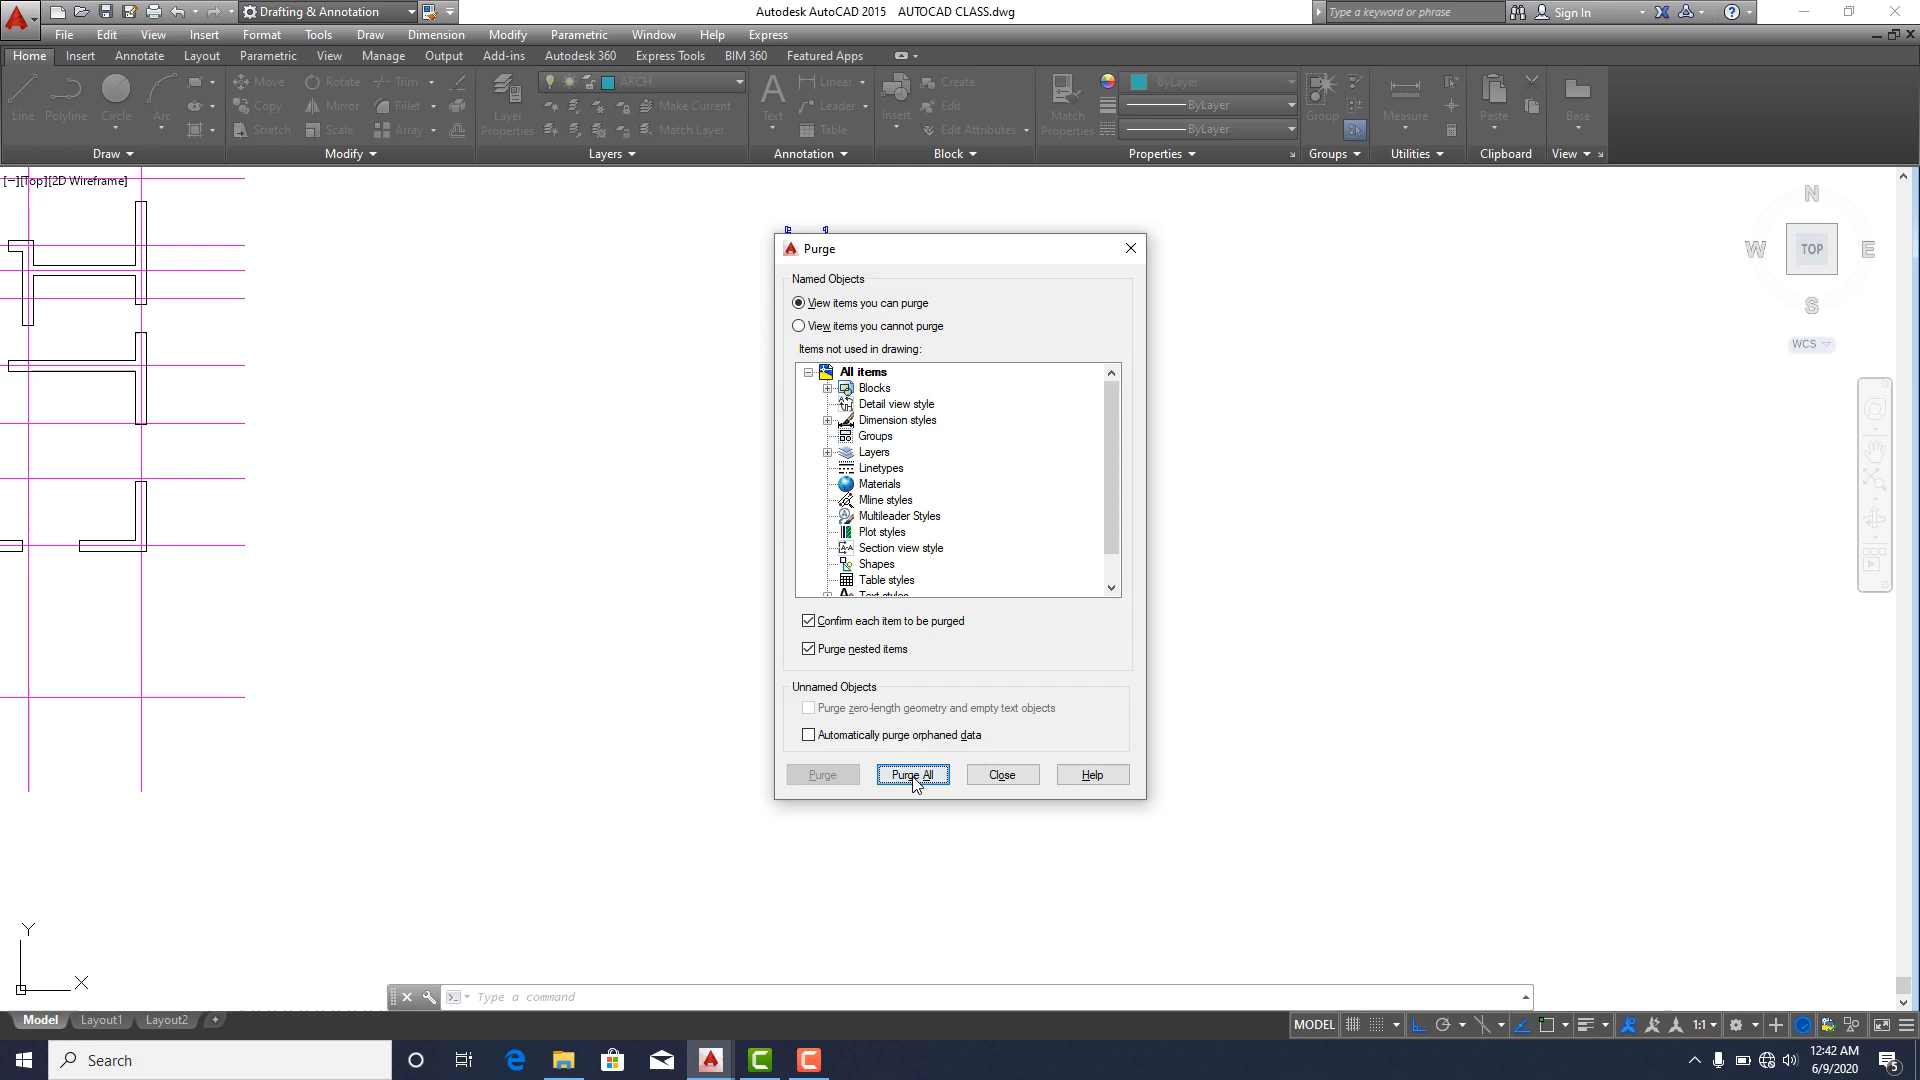 Drafting & Annotation
Autodesk AutoCAD 2015 AUTOCAD CLASS.dwg
Type a keyword or phrase
Sign In
File Edit View Insert Format Tools Draw Dimension Modify Parametric Window Help Express
Home Insert Annotate Layout Parametric View Manage Output Add-ins Autodesk 360 Express Tools BIM 360 Featured Apps
Line Polyline Circle Arc
Move Rotate Trim
Copy Mirror Fillet
Stretch Scale Array
Layer Properties
ARCH
Make Current
Match Layer
Text
Linear
Leader
Table
Insert
Create
Edit
Edit Attributes
Match Properties
ByLayer
ByLayer
ByLayer
Group
Measure
Paste
Base
Draw Modify Layers Annotation Block Properties Groups Utilities Clipboard View
[−][Top][2D Wireframe]
N
W TOP E
S
WCS
Purge
Named Objects
View items you can purge
View items you cannot purge
Items not used in drawing:
All items
Blocks
Detail view style
Dimension styles
Groups
Layers
Linetypes
Materials
Mline styles
Multileader Styles
Plot styles
Section view style
Shapes
Table styles
Text styles
Confirm each item to be purged
Purge nested items
Unnamed Objects
Purge zero-length geometry and empty text objects
Automatically purge orphaned data
Purge Purge All Close Help
Y
X
Type a command
Model Layout1 Layout2 +
MODEL
1:1
Search
12:42 AM
6/9/2020
5